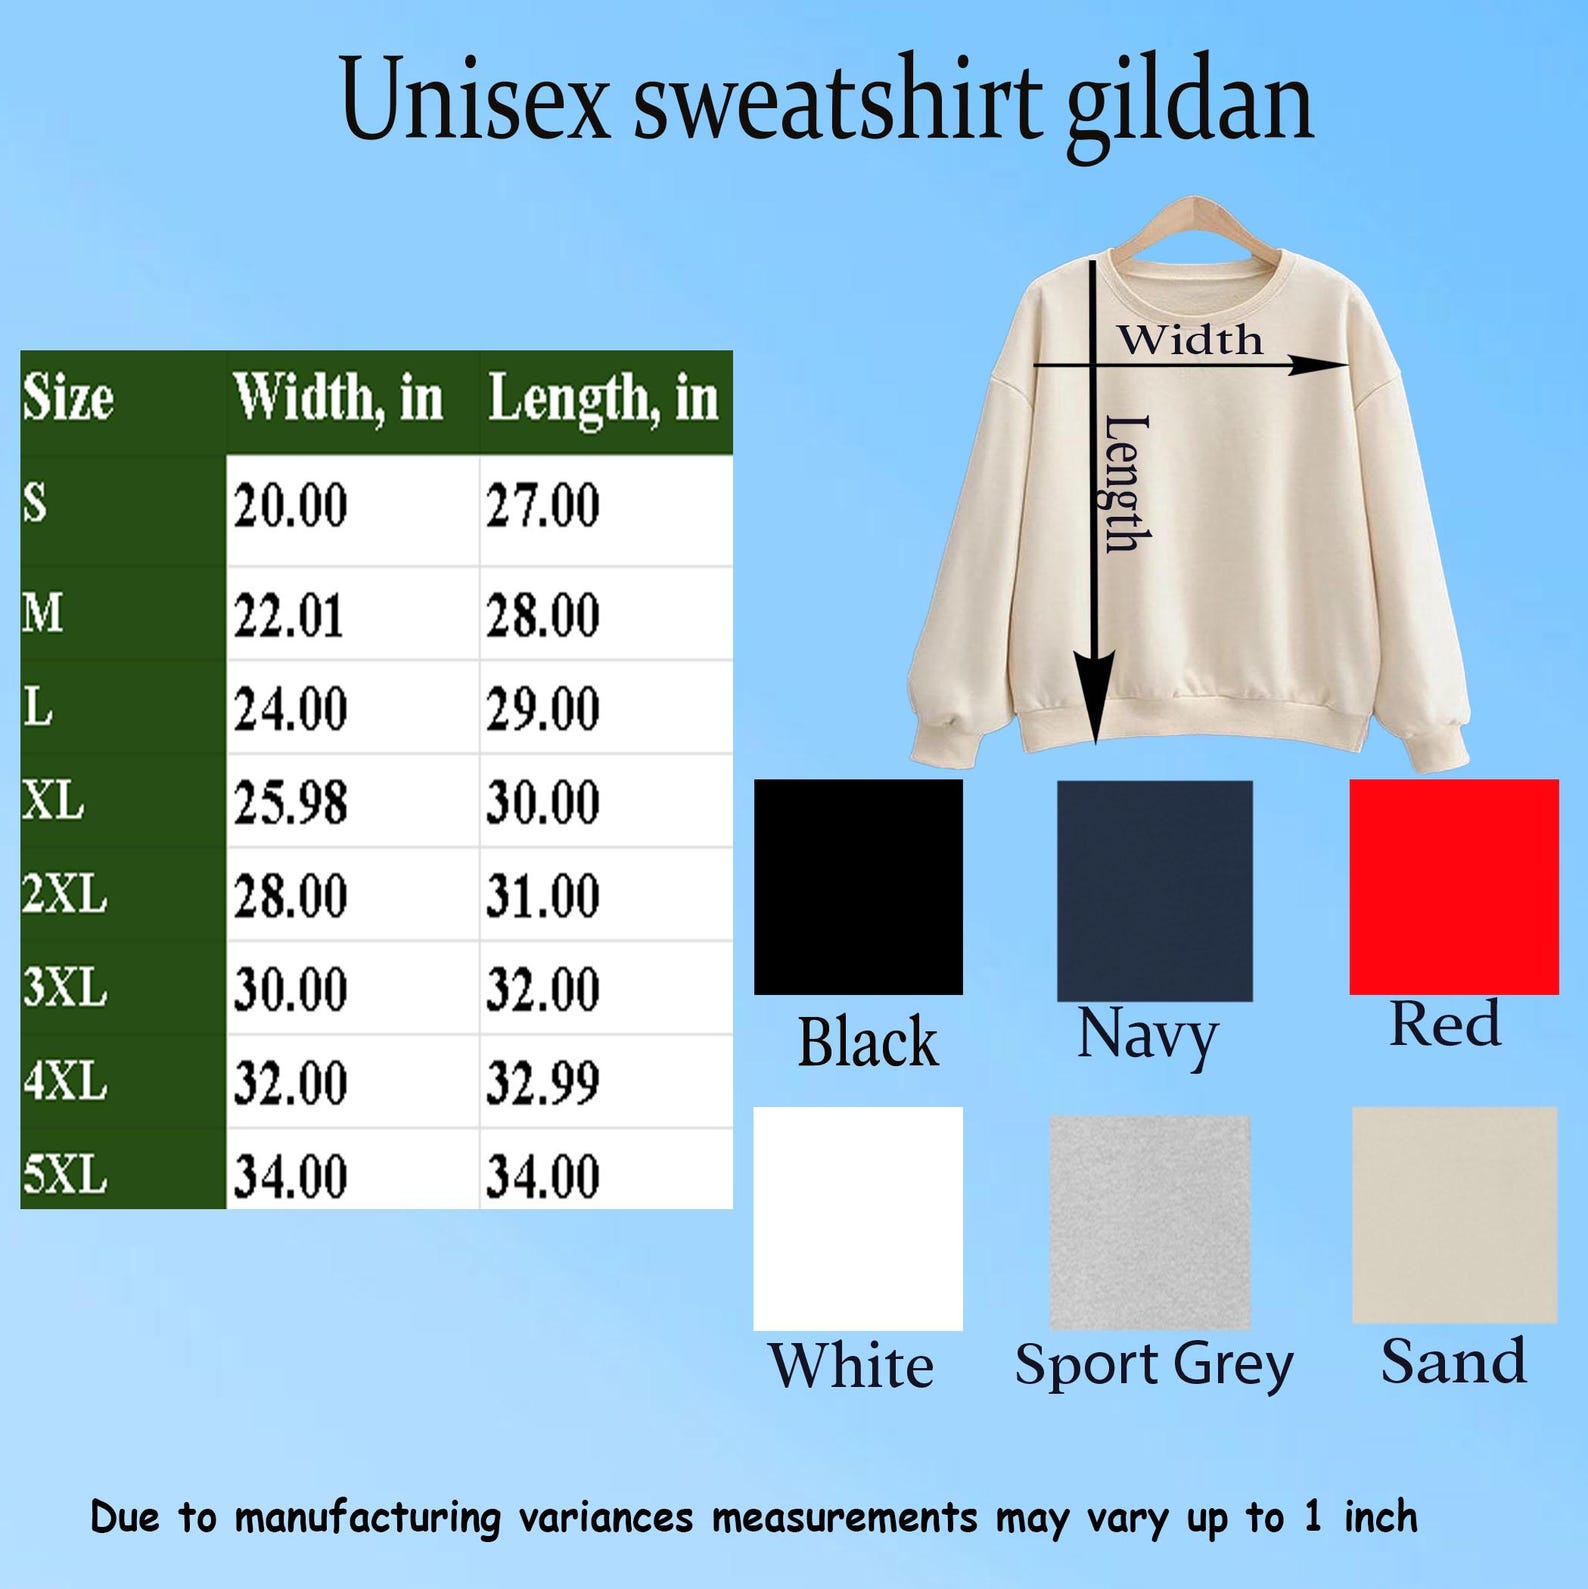 Unisex sweatshirt gildan
Width
Length
Size Width, in Length, in
S 20.00 27.00
M 22.01 28.00
L 24.00 29.00
XL 25.98 30.00
2XL 28.00 31.00
3XL 30.00 32.00
4XL 32.00 32.99
5XL 34.00 34.00
Black Navy Red
White Sport Grey Sand
Due to manufacturing variances measurements may vary up to 1 inch